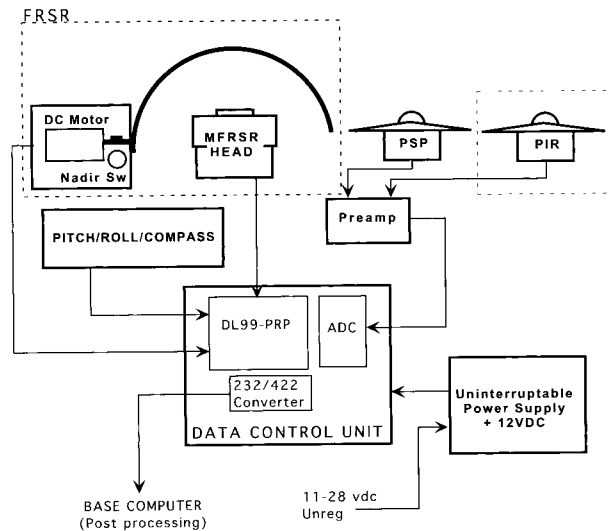 FRSR
DC Motor
Nadir Sw
MFRSR
HEAD
PSP
PIR
Preamp
PITCH/ROLL/COMPASS
DL99-PRP
ADC
232/422
Converter
DATA CONTROL UNIT
Uninterruptable
Power Supply
+ 12VDC
BASE COMPUTER
(Post processing)
11-28 vdc
Unreg